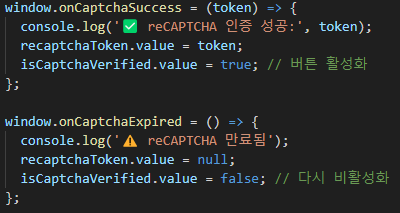 window.onCaptchaSuccess = (token) => {
  console.log('✅ reCAPTCHA 인증 성공:', token);
  recaptchaToken.value = token;
  isCaptchaVerified.value = true; // 버튼 활성화
};

window.onCaptchaExpired = () => {
  console.log('⚠️ reCAPTCHA 만료됨');
  recaptchaToken.value = null;
  isCaptchaVerified.value = false; // 다시 비활성화
};